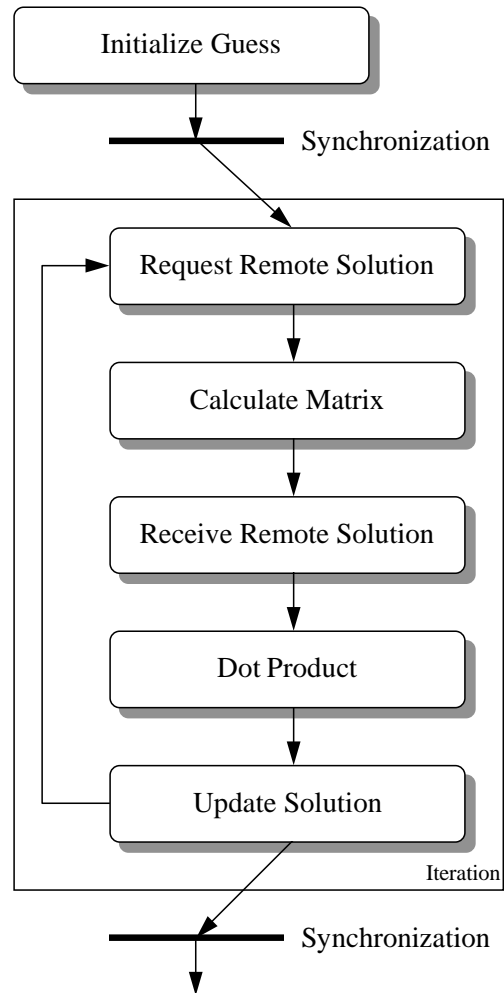 Initialize Guess
Synchronization
Request Remote Solution
Calculate Matrix
Receive Remote Solution
Dot Product
Update Solution
Iteration
Synchronization